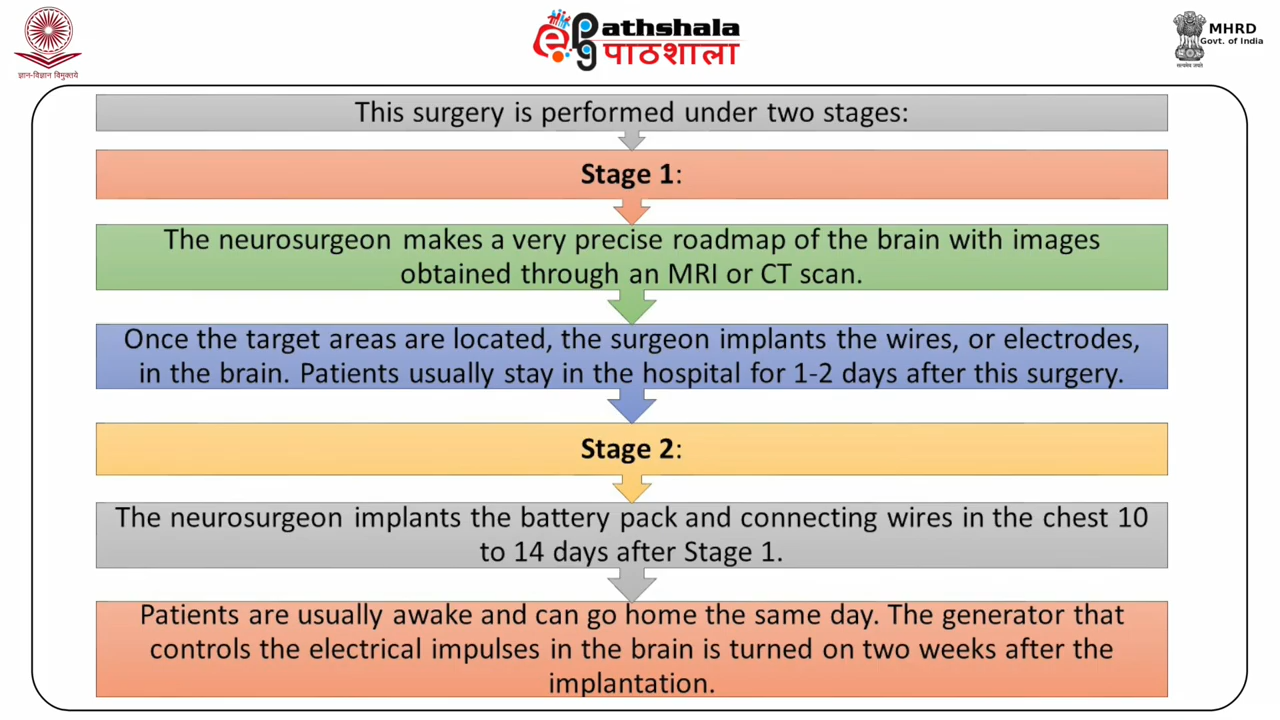 ज्ञान-विज्ञान विमुक्तये
epg
athshala
पाठशाला
सत्यमेव जयते
MHRD
Govt. of India
This surgery is performed under two stages:
Stage 1:
The neurosurgeon makes a very precise roadmap of the brain with images
obtained through an MRI or CT scan.
Once the target areas are located, the surgeon implants the wires, or electrodes,
in the brain. Patients usually stay in the hospital for 1-2 days after this surgery.
Stage 2:
The neurosurgeon implants the battery pack and connecting wires in the chest 10
to 14 days after Stage 1.
Patients are usually awake and can go home the same day. The generator that
controls the electrical impulses in the brain is turned on two weeks after the
implantation.